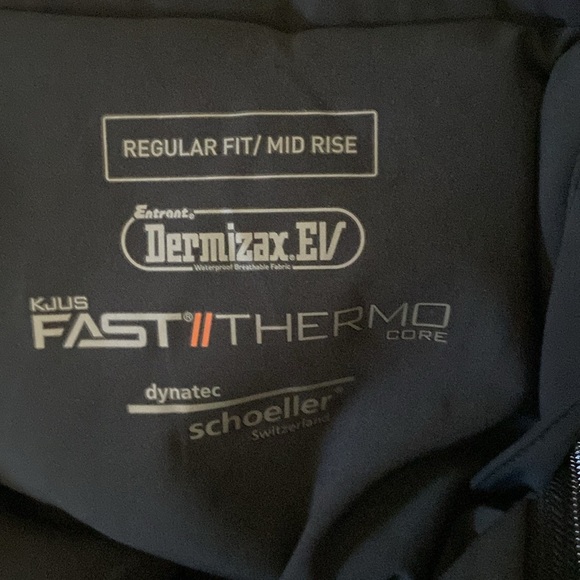 REGULAR FIT/ MID RISE
Entrant®
Dermizax®EV
Waterproof Breathable Fabric
KJUS
FAST®//THERMO
CORE
dynatec
schoeller®
Switzerland